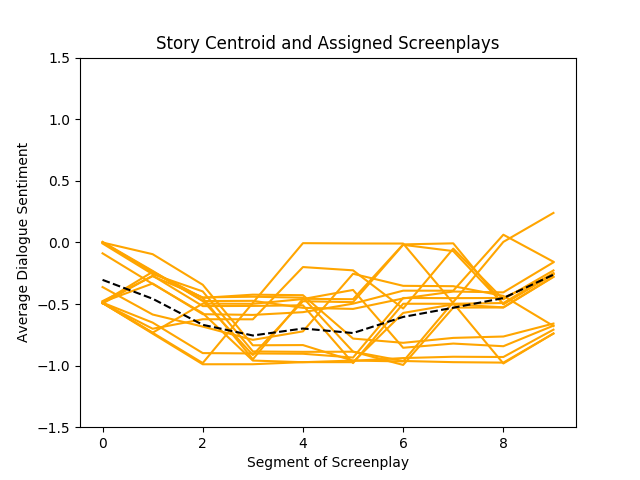 Story Centroid and Assigned Screenplays
1.5
1.0
0.5
0.0
−0.5
−1.0
−1.5
Average Dialogue Sentiment
0 2 4 6 8
Segment of Screenplay